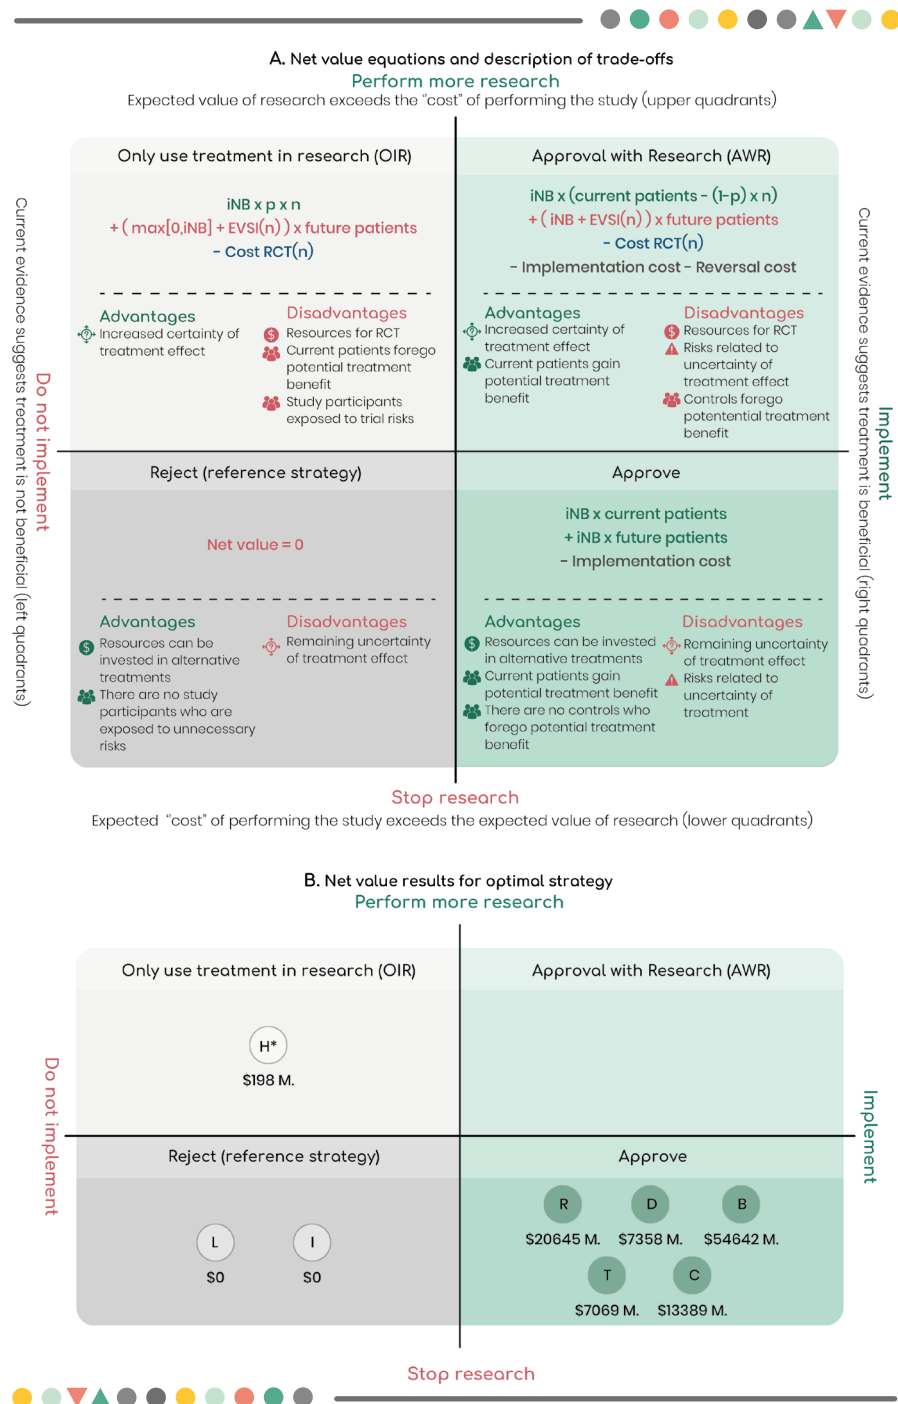 A. Net value equations and description of trade-offs
Perform more research
Expected value of research exceeds the "cost" of performing the study (upper quadrants)
Only use treatment in research (OIR)
iNB x p x n
+ ( max[0,iNB] + EVSI(n) ) x future patients
- Cost RCT(n)
Advantages
Increased certainty of
treatment effect
Disadvantages
Resources for RCT
Current patients forego
potential treatment
benefit
Study participants
exposed to trial risks
Approval with Research (AWR)
iNB x (current patients - (1-p) x n)
+ ( iNB + EVSI(n) ) x future patients
- Cost RCT(n)
- Implementation cost - Reversal cost
Advantages
Increased certainty of
treatment effect
Current patients gain
potential treatment
benefit
Disadvantages
Resources for RCT
Risks related to
uncertainty of
treatment effect
Controls forego
potentential treatment
benefit
Current evidence suggests treatment is not beneficial (left quadrants)
Do not implement
Implement
Current evidence suggests treatment is beneficial (right quadrants)
Reject (reference strategy)
Net value = 0
Advantages
Resources can be
invested in alternative
treatments
There are no study
participants who are
exposed to unnecessary
risks
Disadvantages
Remaining uncertainty
of treatment effect
Approve
iNB x current patients
+ iNB x future patients
- Implementation cost
Advantages
Resources can be invested
in alternative treatments
Current patients gain
potential treatment benefit
There are no controls who
forego potential treatment
benefit
Disadvantages
Remaining uncertainty
of treatment effect
Risks related to
uncertainty of
treatment
Stop research
Expected "cost" of performing the study exceeds the expected value of research (lower quadrants)
B. Net value results for optimal strategy
Perform more research
Only use treatment in research (OIR)
Approval with Research (AWR)
H*
$198 M.
Do not implement
Implement
Reject (reference strategy)
Approve
L I
$0 $0
R D B
$20645 M. $7358 M. $54642 M.
T C
$7069 M. $13389 M.
Stop research